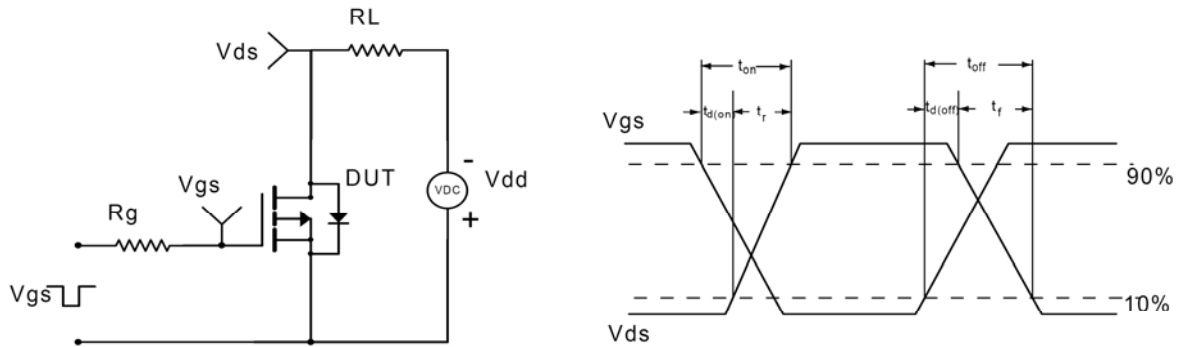 RL
Vds
-
VDC
Vdd
+
DUT
Vgs
Rg
Vgs
ton
toff
td(on)
tr
td(off)
tf
Vgs
90%
10%
Vds